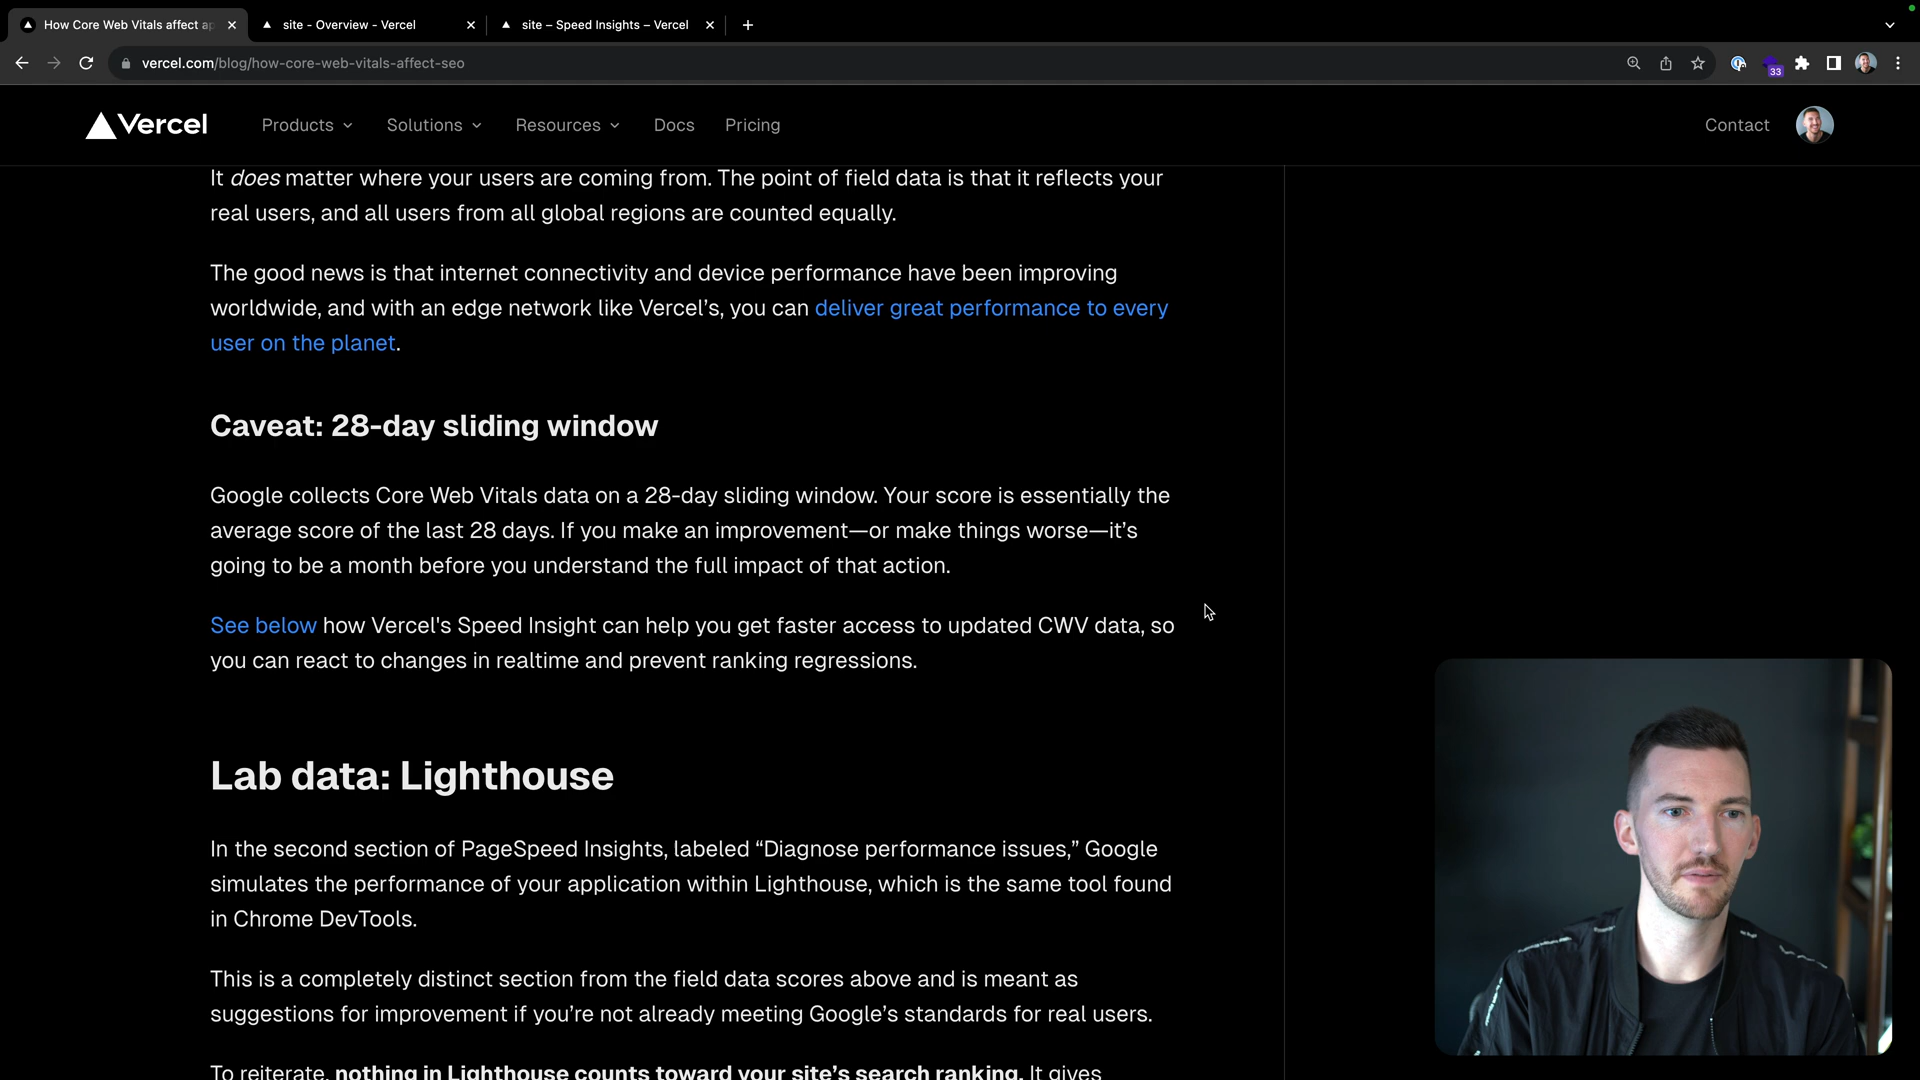 How Core Web Vitals affect ap
site - Overview - Vercel
site – Speed Insights – Vercel
vercel.com/blog/how-core-web-vitals-affect-seo
33
Vercel
Products
Solutions
Resources
Docs
Pricing
Contact
It does matter where your users are coming from. The point of field data is that it reflects your
real users, and all users from all global regions are counted equally.
The good news is that internet connectivity and device performance have been improving
worldwide, and with an edge network like Vercel’s, you can deliver great performance to every
user on the planet.
Caveat: 28-day sliding window
Google collects Core Web Vitals data on a 28-day sliding window. Your score is essentially the
average score of the last 28 days. If you make an improvement—or make things worse—it’s
going to be a month before you understand the full impact of that action.
See below how Vercel's Speed Insight can help you get faster access to updated CWV data, so
you can react to changes in realtime and prevent ranking regressions.
Lab data: Lighthouse
In the second section of PageSpeed Insights, labeled “Diagnose performance issues,” Google
simulates the performance of your application within Lighthouse, which is the same tool found
in Chrome DevTools.
This is a completely distinct section from the field data scores above and is meant as
suggestions for improvement if you’re not already meeting Google’s standards for real users.
To reiterate, nothing in Lighthouse counts toward your site’s search ranking. It gives